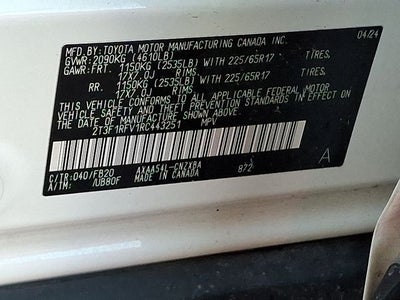 MFD.BY:TOYOTA MOTOR MANUFACTURING CANADA INC. 04/24
GVWR:2090KG (4610LB)
GAWR:FRT. 1150KG (2535LB) WITH 225/65R17 TIRES,
17X7.0J RIMS
RR. 1150KG (2535LB) WITH 225/65R17 TIRES,
17X7.0J RIMS
THIS VEHICLE CONFORMS TO ALL APPLICABLE FEDERAL MOTOR
VEHICLE SAFETY AND THEFT PREVENTION STANDARDS IN EFFECT ON
THE DATE OF MANUFACTURE SHOWN ABOVE.
2T3F1RFV1RC443251 MPV
C/TR:040/FB20 AXAA54L-CNZXBA 872 A
A/TM: /UB80F MADE IN CANADA